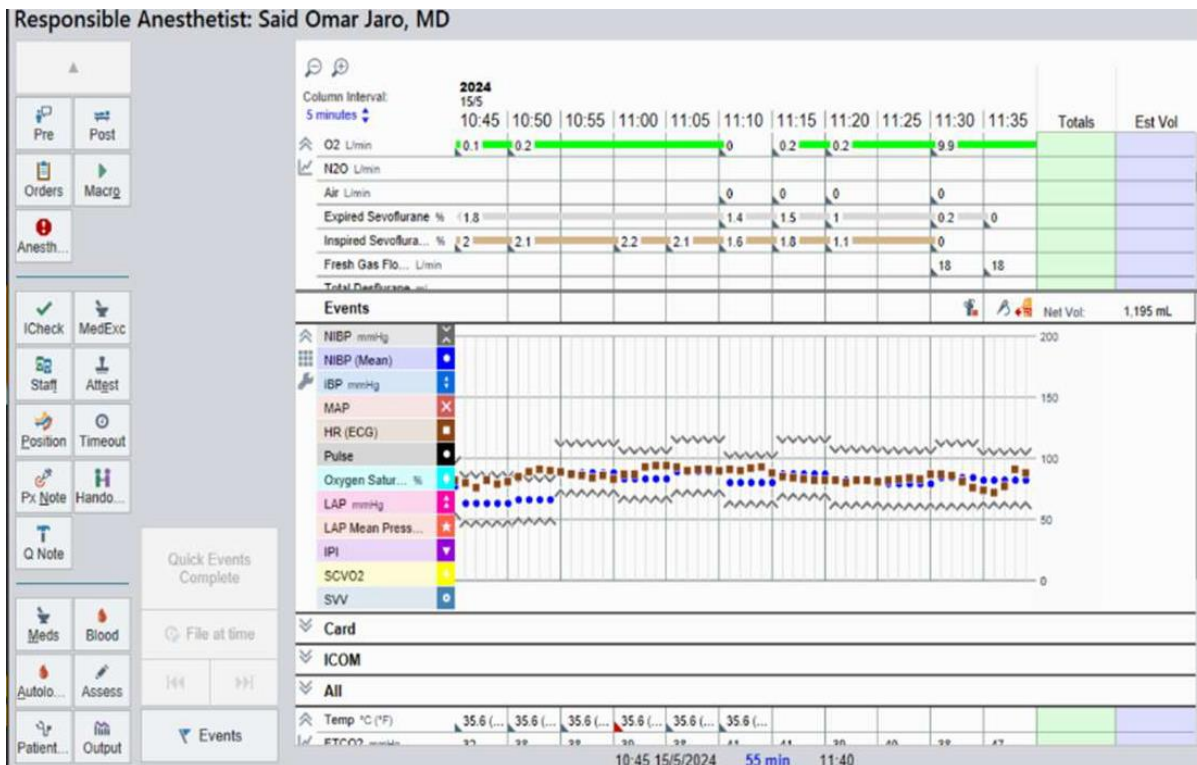 Responsible Anesthetist: Said Omar Jaro, MD
Pre Post
Orders Macro
Anesth...
ICheck MedExc
Staff Attest
Position Timeout
Px Note Hando...
Q Note
Meds Blood
Autolo... Assess
Patient... Output
Quick Events
Complete
File at time
Events
Column Interval:
5 minutes
2024
15/5
10:45 10:50 10:55 11:00 11:05 11:10 11:15 11:20 11:25 11:30 11:35 Totals Est Vol
O2 L/min 0.1 0.2 0 0.2 0.2 9.9
N2O L/min
Air L/min 0 0 0 0
Expired Sevoflurane % 1.8 1.4 1.5 1 0.2 0
Inspired Sevoflura... % 2 2.1 2.2 2.1 1.6 1.8 1.1 0
Fresh Gas Flo... L/min 18 18
Total Desflurane ml
Events Net Vol: 1,195 mL
NIBP mmHg
NIBP (Mean)
iBP mmHg
MAP
HR (ECG)
Pulse
Oxygen Satur... %
LAP mmHg
LAP Mean Press...
IPI
SCVO2
SVV
200
150
100
50
0
Card
ICOM
All
Temp °C (°F) 35.6 (... 35.6 (... 35.6 (... 35.6 (... 35.6 (... 35.6 (...
ETCO2 mmHg
10:45 15/5/2024 55 min 11:40